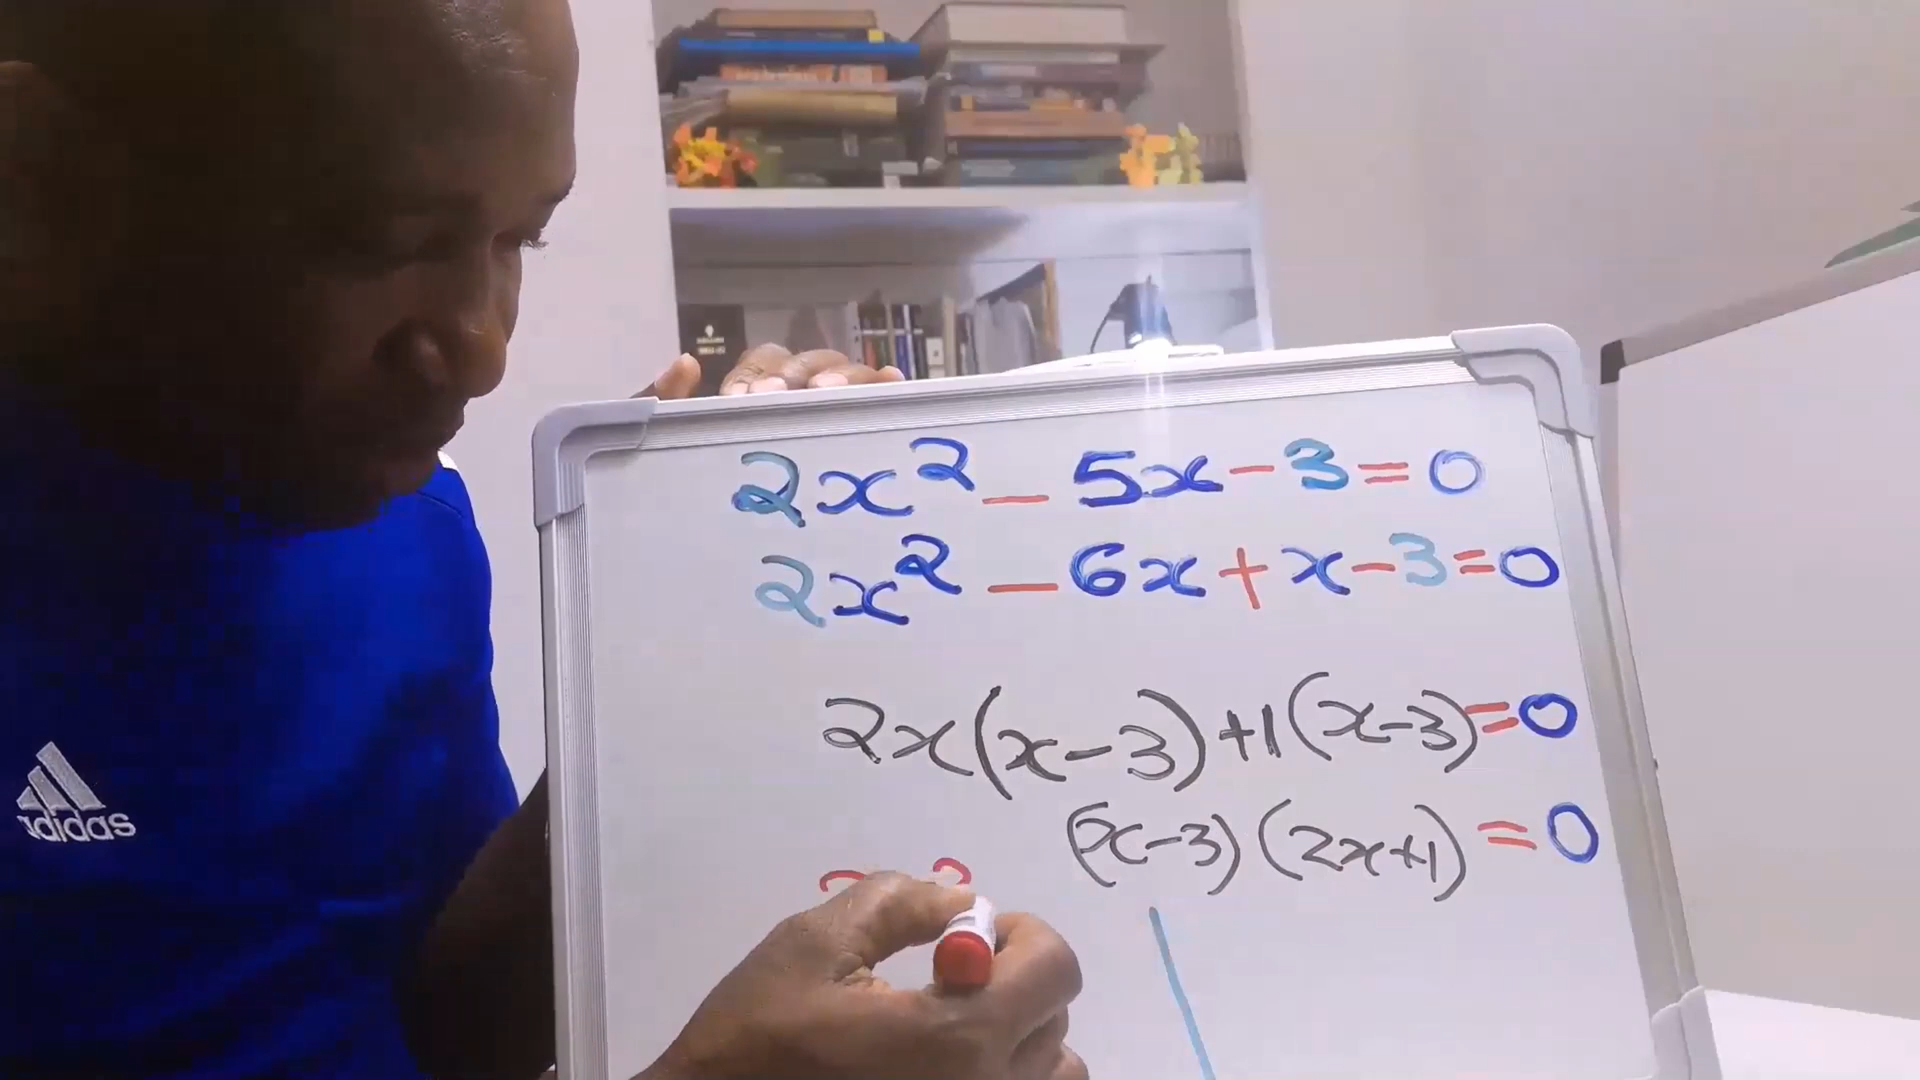 2x² - 5x - 3 = 0
2x² - 6x + x - 3 = 0
2x(x-3) + 1(x-3) = 0
(x-3)(2x+1) = 0
adidas